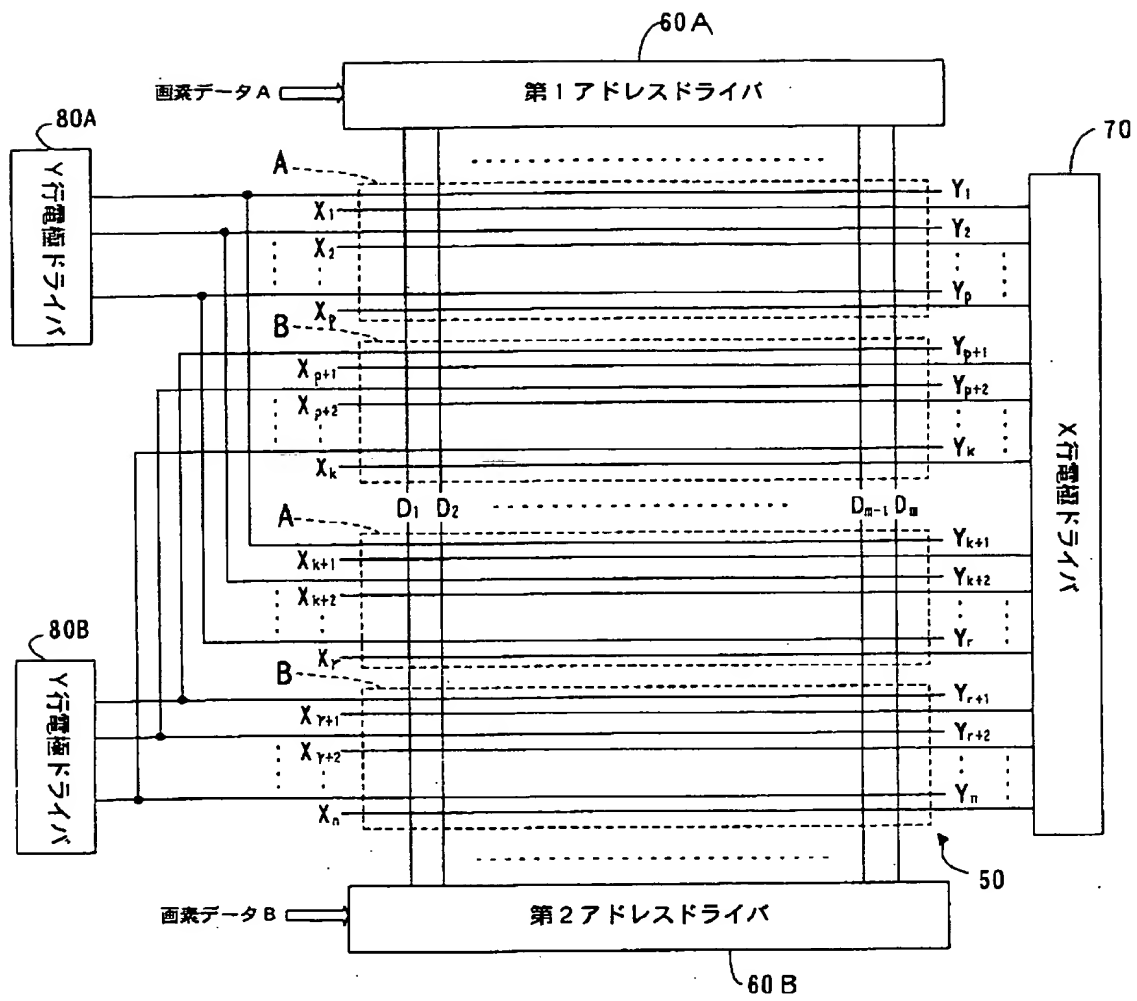 60A
画素データA
第1アドレスドライバ
80A
70
Y行電極ドライバ
A
Y1
X1
Y2
X2
Yp
Xp
B
Yp+1
Xp+1
Yp+2
Xp+2
Yk
Xk
X行電極ドライバ
D1 D2 Dm-1 Dm
A
Yk+1
Xk+1
Yk+2
Xk+2
80B
Yr
Xr
Y行電極ドライバ
B
Yr+1
Xr+1
Yr+2
Xr+2
Yn
Xn
50
画素データB
第2アドレスドライバ
60B